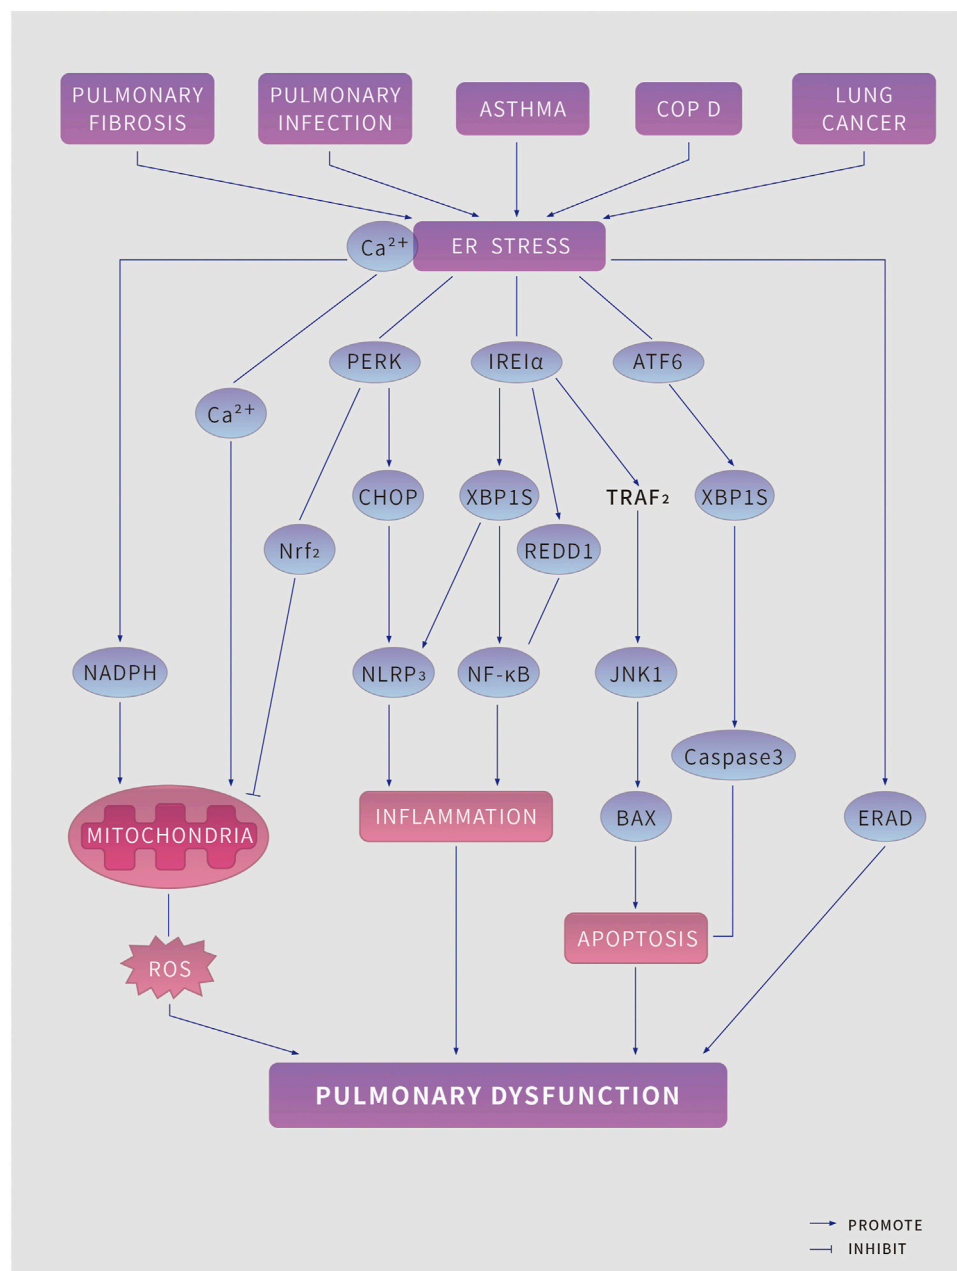 PULMONARY
FIBROSIS
PULMONARY
INFECTION
ASTHMA
COP D
LUNG
CANCER
Ca²⁺
ER STRESS
PERK
IREIα
ATF6
Ca²⁺
CHOP
XBP1S
TRAF₂
XBP1S
Nrf₂
REDD1
NADPH
NLRP₃
NF-κB
JNK1
Caspase3
MITOCHONDRIA
INFLAMMATION
BAX
ERAD
APOPTOSIS
ROS
PULMONARY DYSFUNCTION
PROMOTE
INHIBIT